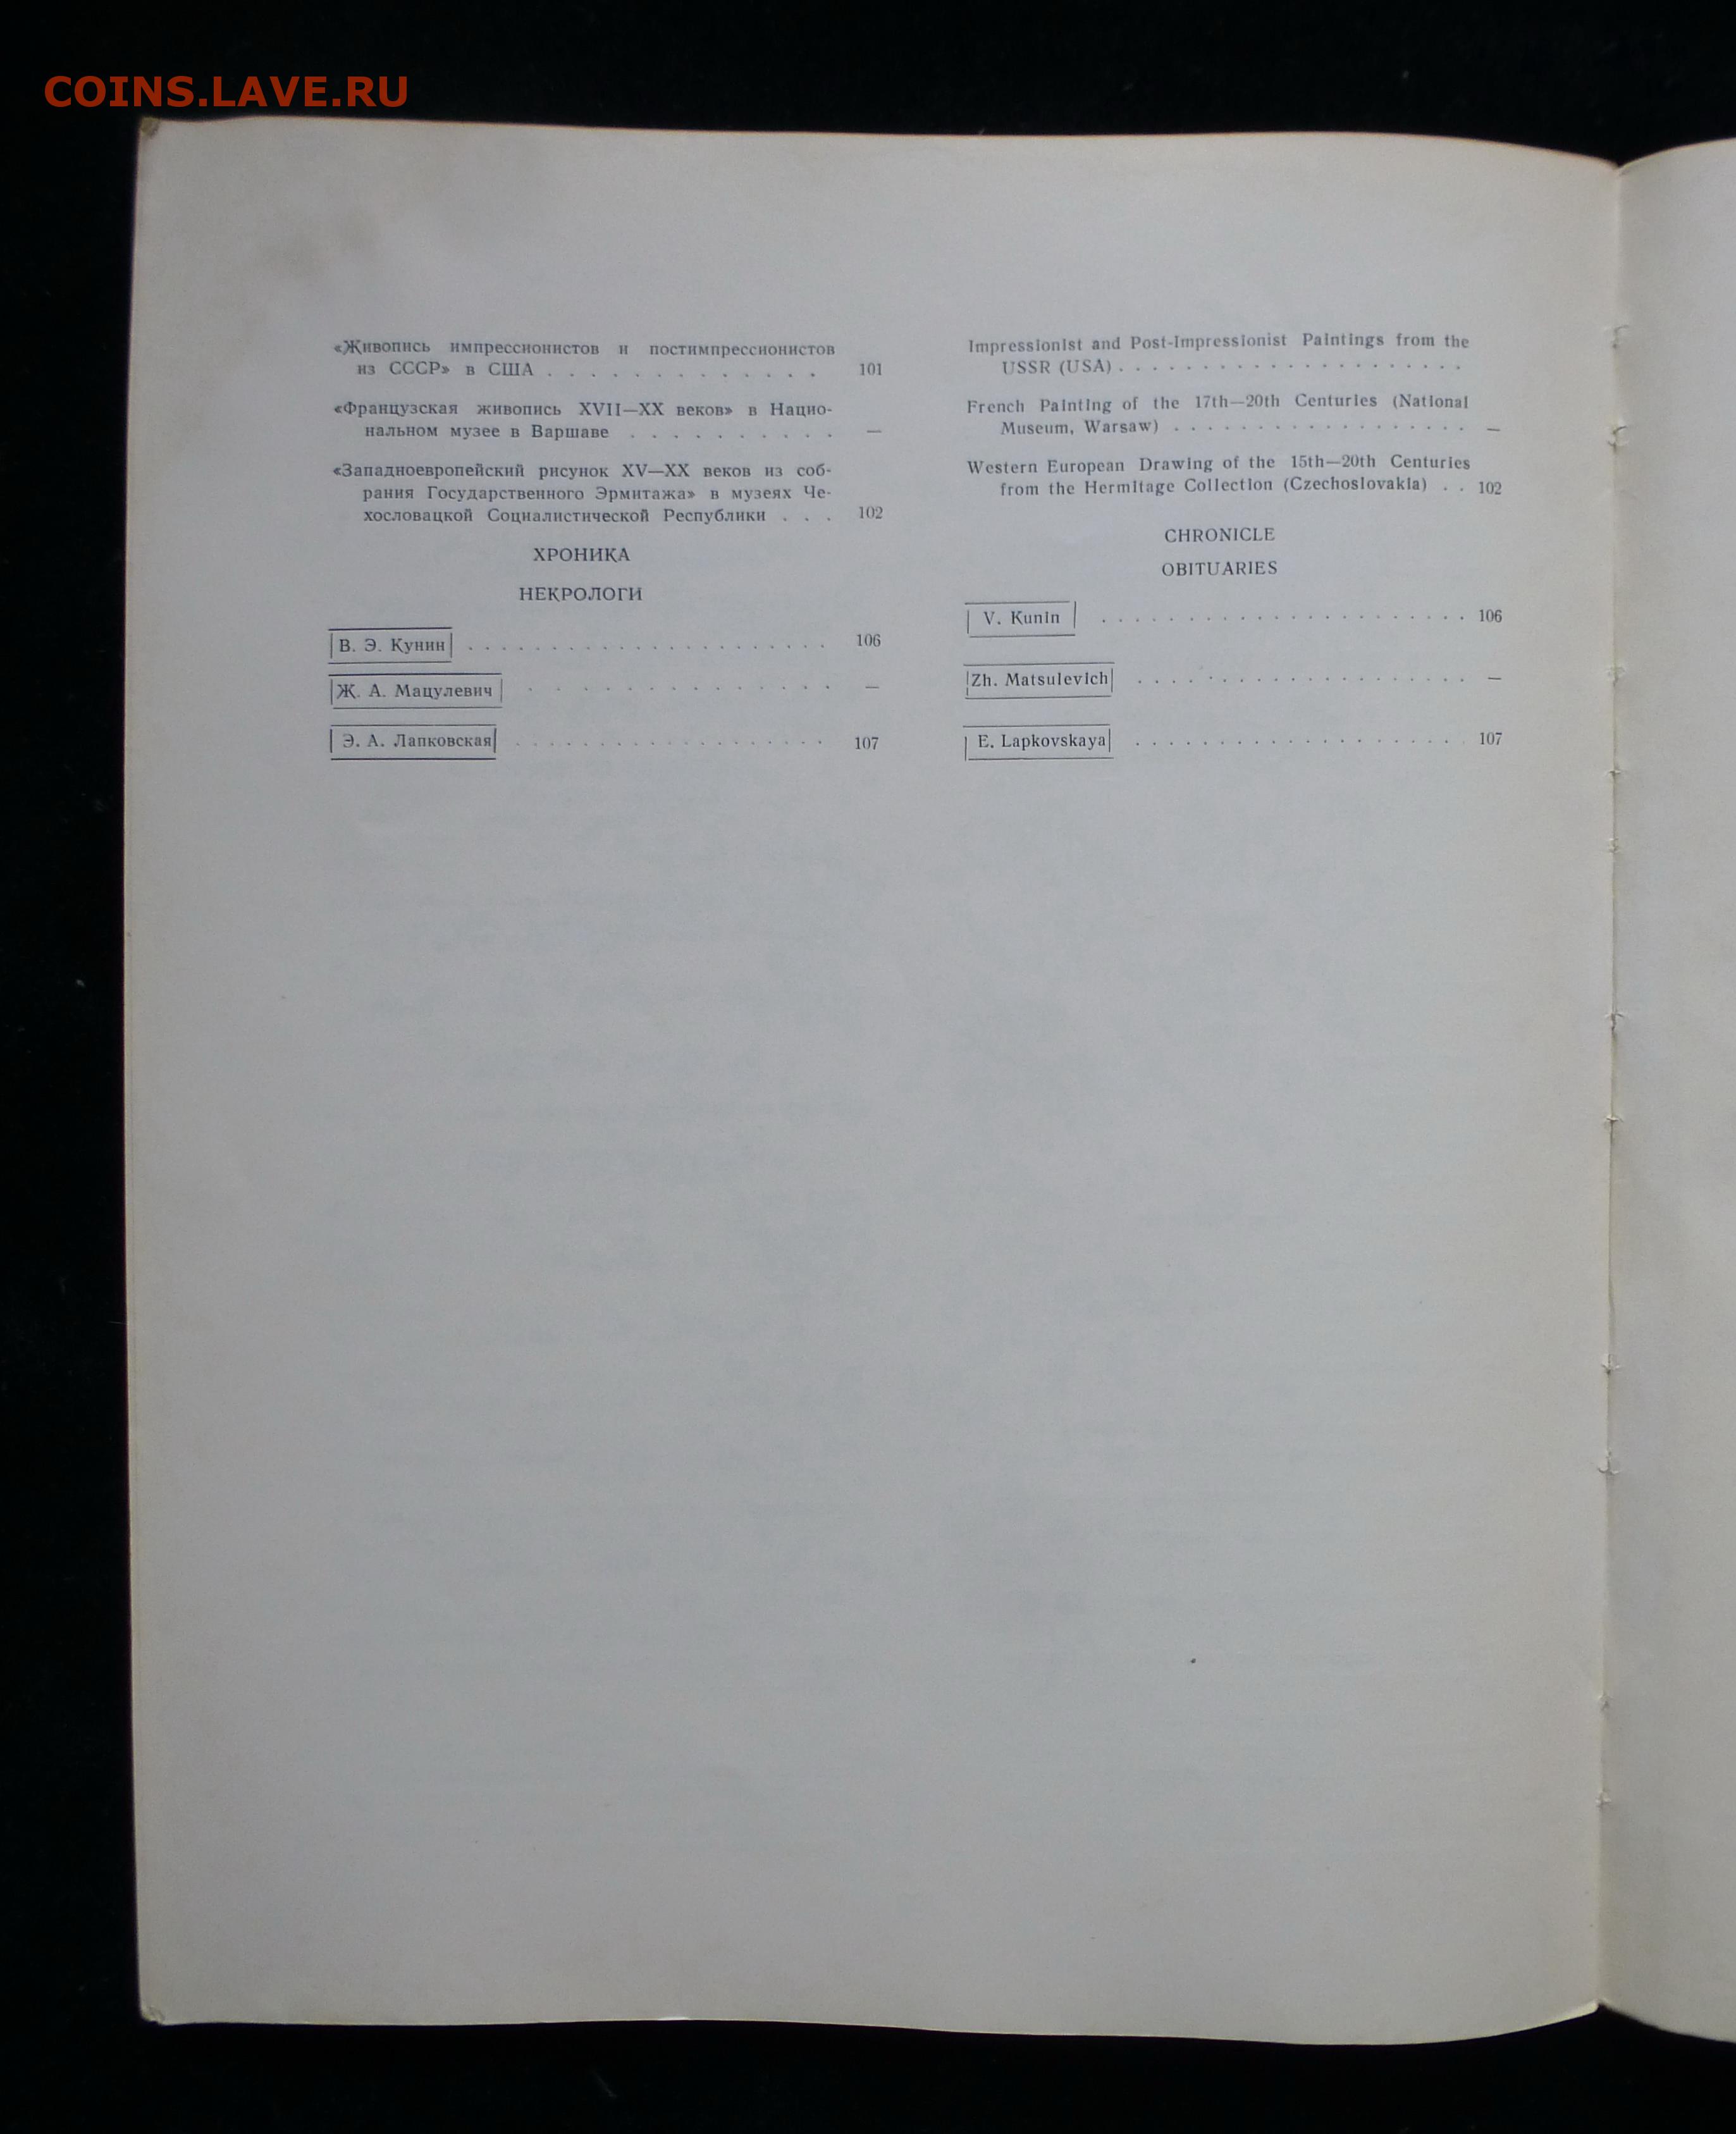 COINS.LAVE.RU
«Живопись импрессионистов и постимпрессионистов
из СССР» в США . . . . . . . . . . . . . 101
«Французская живопись XVII—XX веков» в Нацио-
нальном музее в Варшаве . . . . . . . . . . —
«Западноевропейский рисунок XV—XX веков из соб-
рания Государственного Эрмитажа» в музеях Че-
хословацкой Социалистической Республики . . . 102
ХРОНИКА
НЕКРОЛОГИ
В. Э. Кунин . . . . . . . . . . . . . . . . . . . . . . 106
Ж. А. Мацулевич . . . . . . . . . . . . . . —
Э. А. Лапковская . . . . . . . . . . . . . . . . . . 107
Impressionist and Post-Impressionist Paintings from the
USSR (USA) . . . . . . . . . . . . . . . . . . . . .
French Painting of the 17th—20th Centuries (National
Museum, Warsaw) . . . . . . . . . . . . . . . . . . —
Western European Drawing of the 15th—20th Centuries
from the Hermitage Collection (Czechoslovakia) . . 102
CHRONICLE
OBITUARIES
V. Kunin . . . . . . . . . . . . . . . . . . . . . . 106
Zh. Matsulevich . . . . . . . . . . . . . . . . . . . . —
E. Lapkovskaya . . . . . . . . . . . . . . . . . . . 107